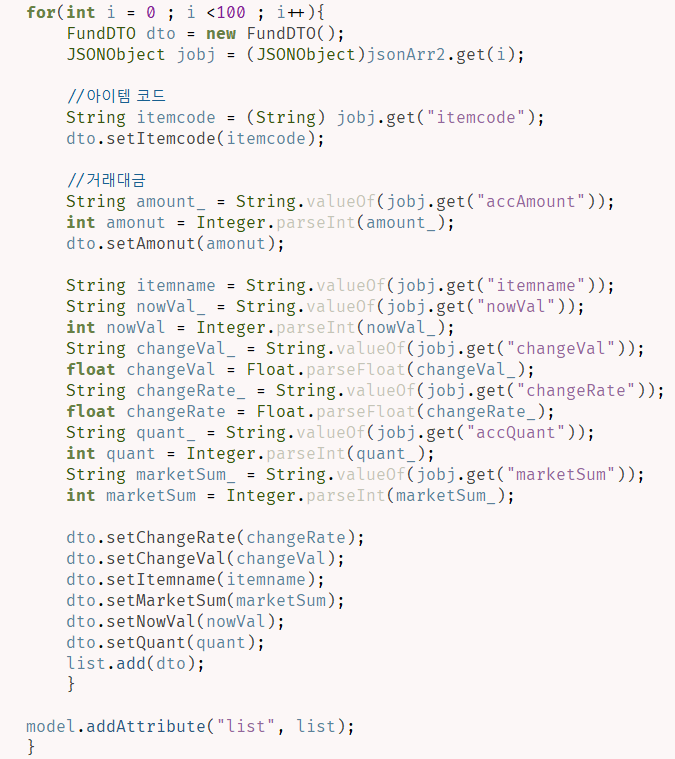 for(int i = 0 ; i <100 ; i++){
FundDTO dto = new FundDTO();
JSONObject jobj = (JSONObject)jsonArr2.get(i);
//아이템 코드
String itemcode = (String) jobj.get("itemcode");
dto.setItemcode(itemcode);
//거래대금
String amount_ = String.valueOf(jobj.get("accAmount"));
int amonut = Integer.parseInt(amount_);
dto.setAmonut(amonut);
String itemname = String.valueOf(jobj.get("itemname"));
String nowVal_ = String.valueOf(jobj.get("nowVal"));
int nowVal = Integer.parseInt(nowVal_);
String changeVal_ = String.valueOf(jobj.get("changeVal"));
float changeVal = Float.parseFloat(changeVal_);
String changeRate_ = String.valueOf(jobj.get("changeRate"));
float changeRate = Float.parseFloat(changeRate_);
String quant_ = String.valueOf(jobj.get("accQuant"));
int quant = Integer.parseInt(quant_);
String marketSum_ = String.valueOf(jobj.get("marketSum"));
int marketSum = Integer.parseInt(marketSum_);
dto.setChangeRate(changeRate);
dto.setChangeVal(changeVal);
dto.setItemname(itemname);
dto.setMarketSum(marketSum);
dto.setNowVal(nowVal);
dto.setQuant(quant);
list.add(dto);
}
model.addAttribute("list", list);
}